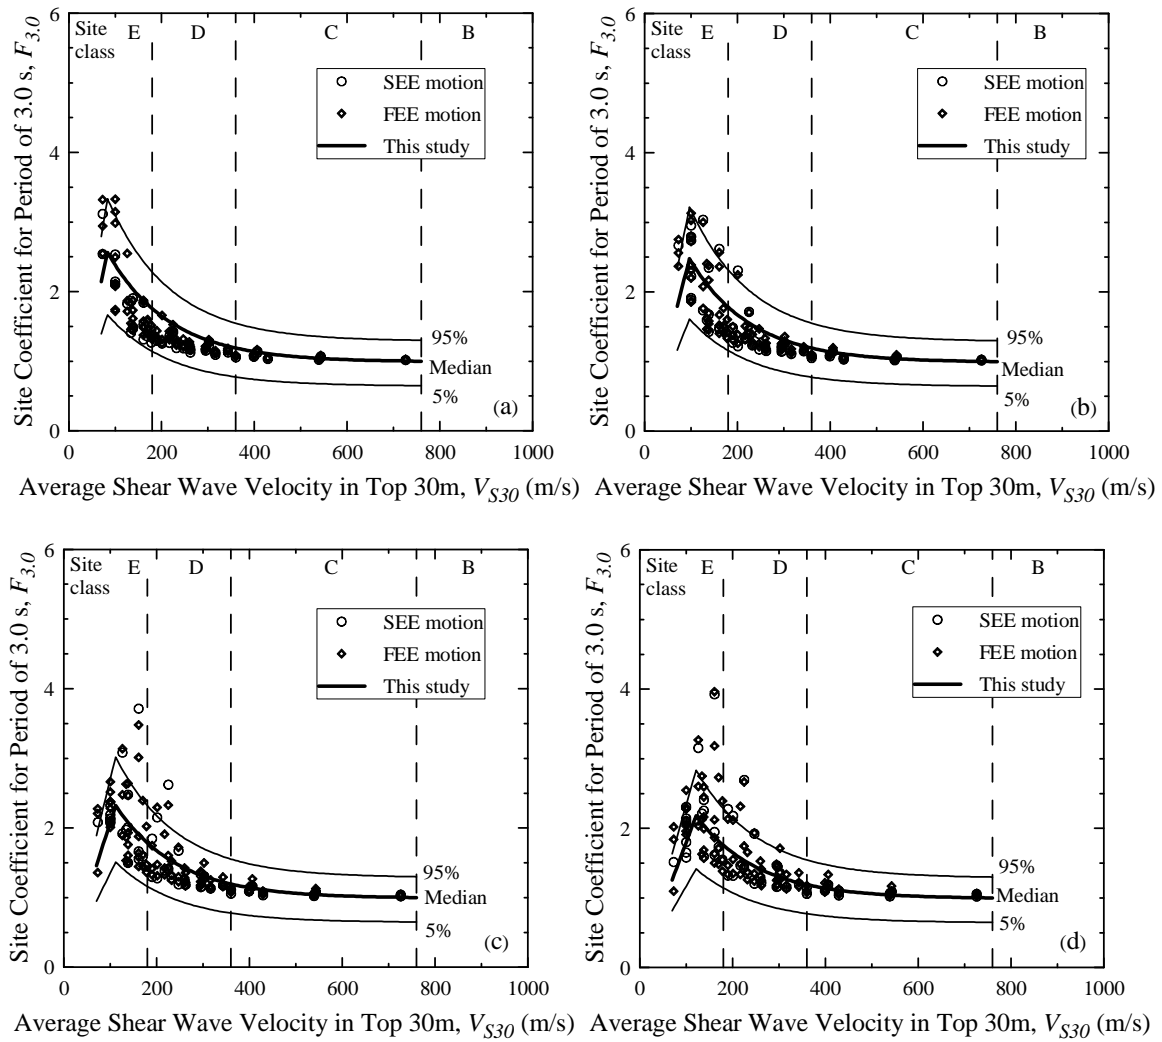 Site Coefficient for Period of 3.0 s, F3.0
6
4
2
0
Site class
E
D
C
B
SEE motion
FEE motion
This study
95%
Median
5%
(a)
0 200 400 600 800 1000
Average Shear Wave Velocity in Top 30m, VS30 (m/s)
Site Coefficient for Period of 3.0 s, F3.0
6
4
2
0
Site class
E
D
C
B
SEE motion
FEE motion
This study
95%
Median
5%
(b)
0 200 400 600 800 1000
Average Shear Wave Velocity in Top 30m, VS30 (m/s)
Site Coefficient for Period of 3.0 s, F3.0
6
4
2
0
Site class
E
D
C
B
SEE motion
FEE motion
This study
95%
Median
5%
(c)
0 200 400 600 800 1000
Average Shear Wave Velocity in Top 30m, VS30 (m/s)
Site Coefficient for Period of 3.0 s, F3.0
6
4
2
0
Site class
E
D
C
B
SEE motion
FEE motion
This study
95%
Median
5%
(d)
0 200 400 600 800 1000
Average Shear Wave Velocity in Top 30m, VS30 (m/s)